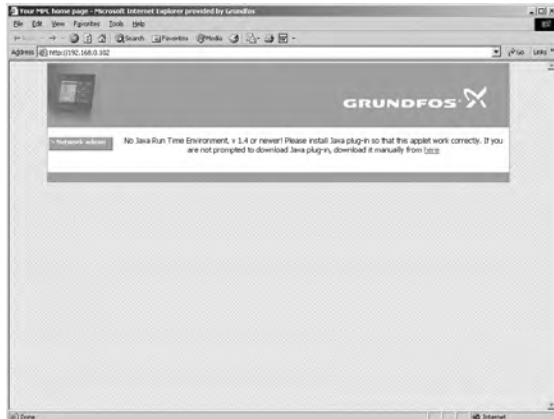 Your MPC home page - Microsoft Internet Explorer provided by Grundfos
File Edit View Favorites Tools Help
Search Favorites Media
Address http://192.168.0.102 Go Links
GRUNDFOS
> Network admin
No Java Run Time Environment, v 1.4 or newer! Please install Java plug-in so that this applet work correctly. If you
are not prompted to download Java plug-in, download it manually from here
Done Internet